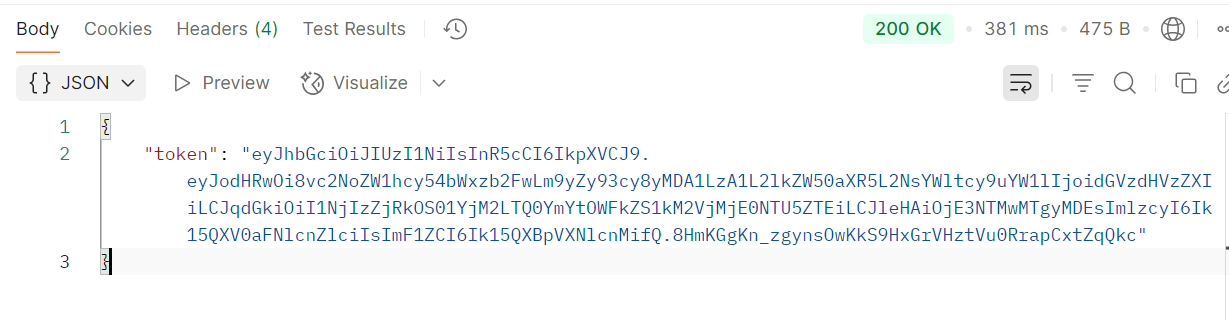 Body Cookies Headers (4) Test Results 200 OK • 381 ms • 475 B
{} JSON Preview Visualize
1 {
2 "token": "eyJhbGciOiJIUzI1NiIsInR5cCI6IkpXVCJ9.
eyJodHRwOi8vc2NoZW1hcy54bWxzb2FwLm9yZy93cy8yMDA1LzA1L2lkZW50aXR5L2NsYWltcy9uYW1lIjoidGVzdHVzZXI
iLCJqdGkiOiI1NjIzZjRkOS01YjM2LTQ0YmYtOWFkZS1kM2VjMjE0NTU5ZTEiLCJleHAiOjE3NTMwMTgyMDEsImlzcyI6Ik
15QXV0aFNlcnZlciIsImF1ZCI6Ik15QXBpVXNlcnMifQ.8HmKGgKn_zgynsOwKkS9HxGrVHztVu0RrapCxtZqQkc"
3 }